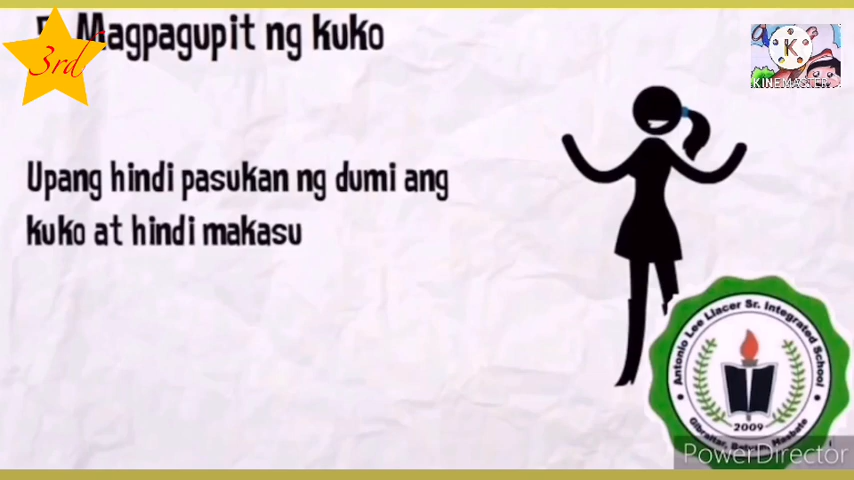 Magpagupit ng kuko
3rd
KINEMASTER
Upang hindi pasukan ng dumi ang
kuko at hindi makasu
Antonio Lee Llacer Sr. Integrated School
2009
PowerDirector